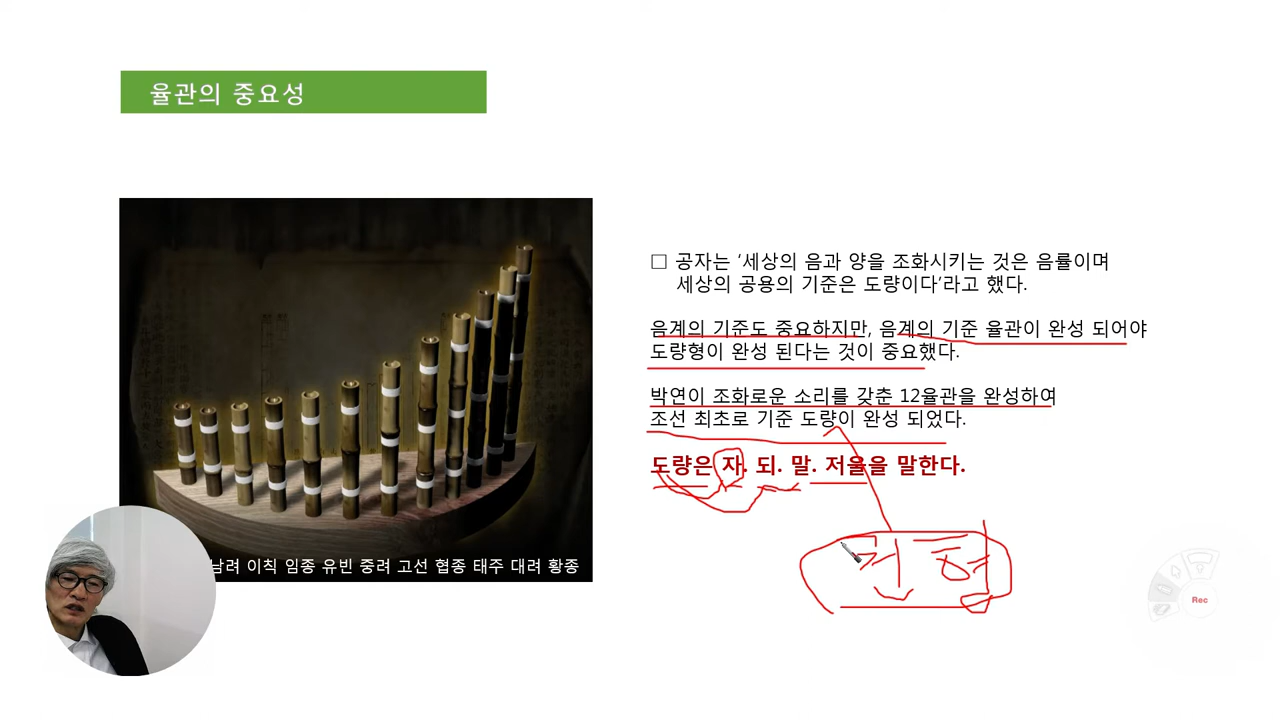 율관의 중요성
□ 공자는 ‘세상의 음과 양을 조화시키는 것은 음률이며
세상의 공용의 기준은 도량이다’라고 했다.
음계의 기준도 중요하지만, 음계의 기준 율관이 완성 되어야
도량형이 완성 된다는 것이 중요했다.
박연이 조화로운 소리를 갖춘 12율관을 완성하여
조선 최초로 기준 도량이 완성 되었다.
도량은 자. 되. 말. 저울을 말한다.
남려 이칙 임종 유빈 중려 고선 협종 태주 대려 황종
Rec